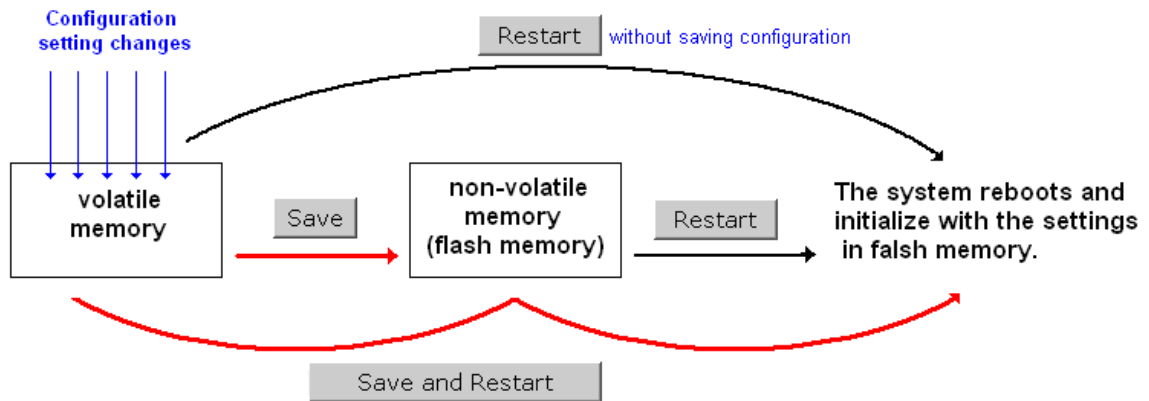 Configuration
setting changes
Restart without saving configuration
volatile
memory
Save
non-volatile
memory
(flash memory)
Restart
The system reboots and
initialize with the settings
in falsh memory.
Save and Restart